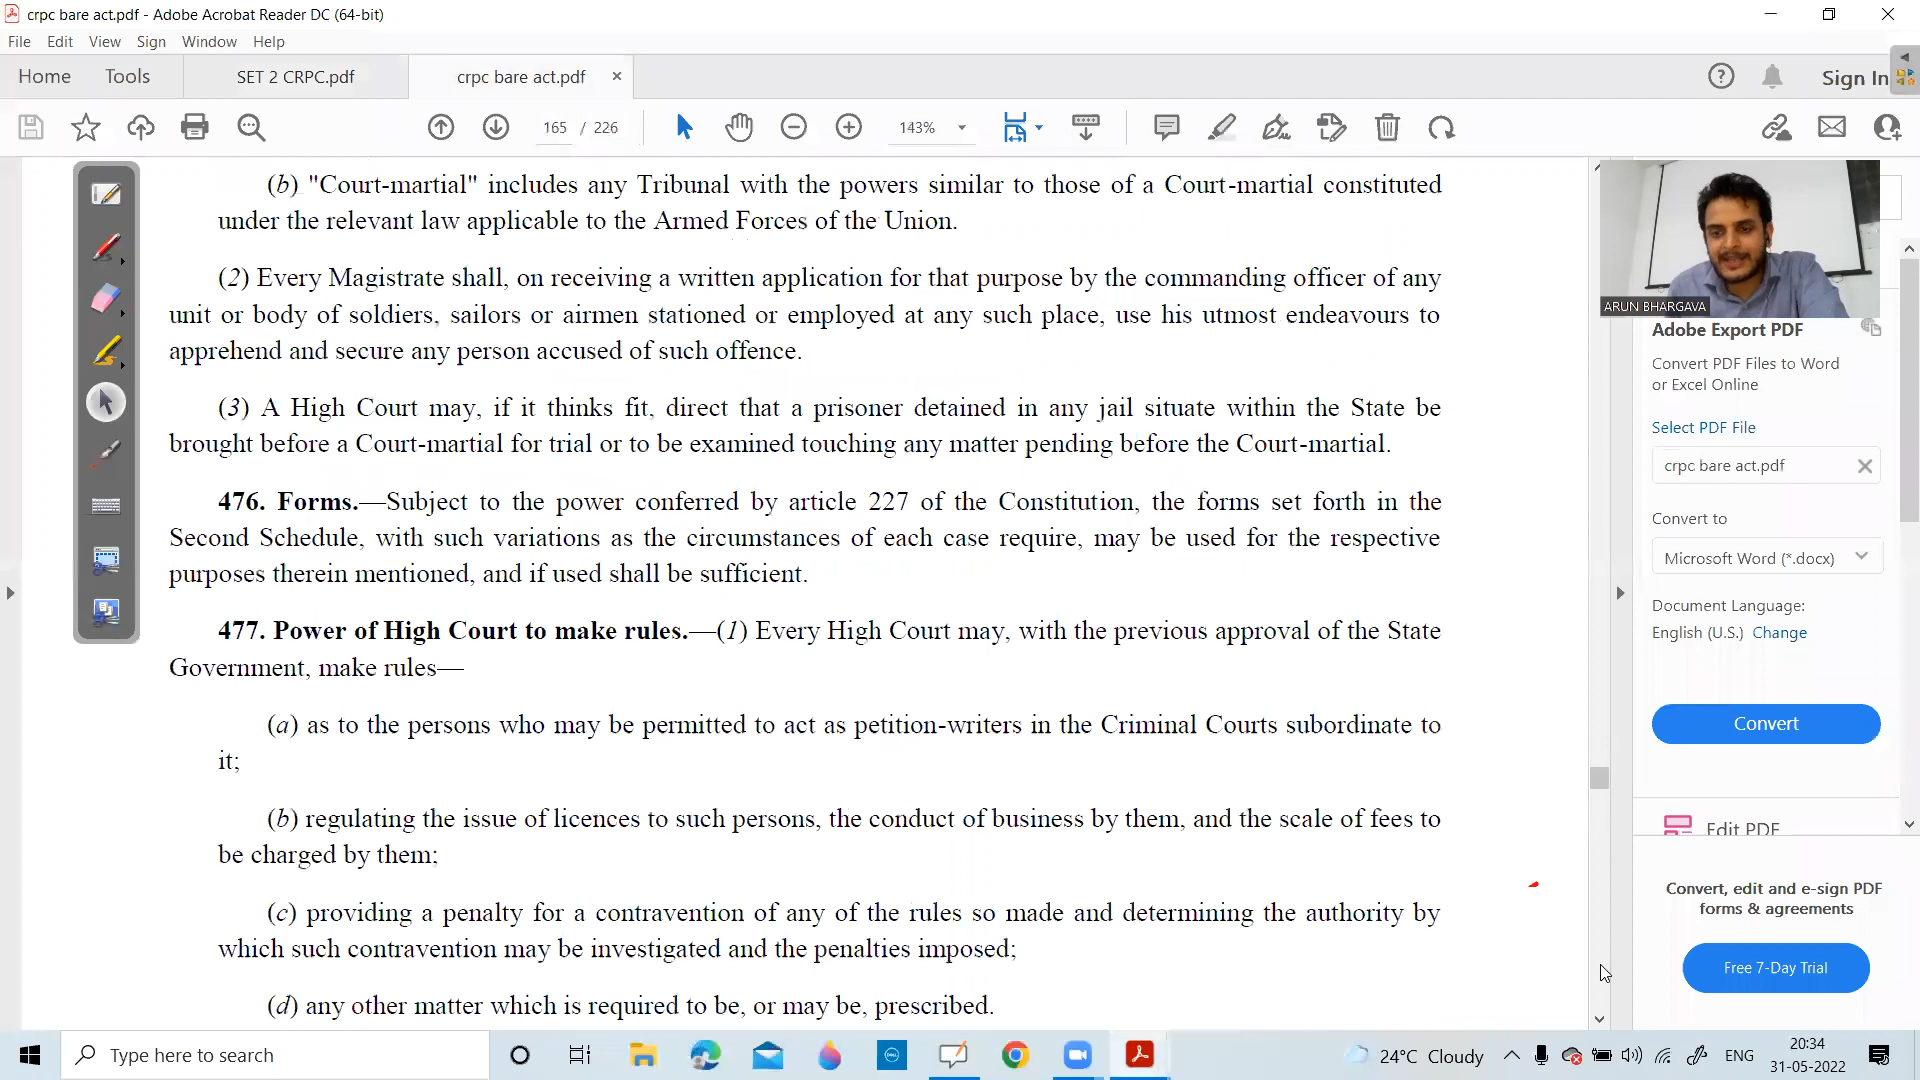 crpc bare act.pdf - Adobe Acrobat Reader DC (64-bit)
File Edit View Sign Window Help
Home Tools SET 2 CRPC.pdf crpc bare act.pdf × Sign In
165 / 226 143%
(b) "Court-martial" includes any Tribunal with the powers similar to those of a Court-martial constituted
under the relevant law applicable to the Armed Forces of the Union.
(2) Every Magistrate shall, on receiving a written application for that purpose by the commanding officer of any
unit or body of soldiers, sailors or airmen stationed or employed at any such place, use his utmost endeavours to
apprehend and secure any person accused of such offence.
(3) A High Court may, if it thinks fit, direct that a prisoner detained in any jail situate within the State be
brought before a Court-martial for trial or to be examined touching any matter pending before the Court-martial.
476. Forms.—Subject to the power conferred by article 227 of the Constitution, the forms set forth in the
Second Schedule, with such variations as the circumstances of each case require, may be used for the respective
purposes therein mentioned, and if used shall be sufficient.
477. Power of High Court to make rules.—(1) Every High Court may, with the previous approval of the State
Government, make rules—
(a) as to the persons who may be permitted to act as petition-writers in the Criminal Courts subordinate to
it;
(b) regulating the issue of licences to such persons, the conduct of business by them, and the scale of fees to
be charged by them;
(c) providing a penalty for a contravention of any of the rules so made and determining the authority by
which such contravention may be investigated and the penalties imposed;
(d) any other matter which is required to be, or may be, prescribed.
ARUN BHARGAVA
Adobe Export PDF
Convert PDF Files to Word
or Excel Online
Select PDF File
crpc bare act.pdf
Convert to
Microsoft Word (*.docx)
Document Language:
English (U.S.) Change
Convert
Edit PDF
Convert, edit and e-sign PDF
forms & agreements
Free 7-Day Trial
Type here to search
24°C Cloudy
ENG
20:34
31-05-2022